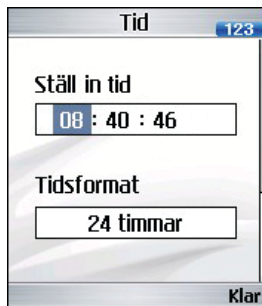 Tid
123
Ställ in tid
08 : 40 : 46
Tidsformat
24 timmar
Klar